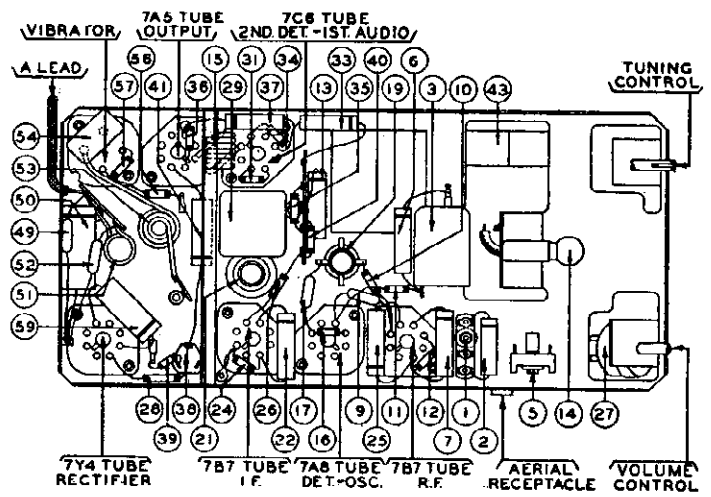 7A5 TUBE
OUTPUT
7C6 TUBE
2ND. DET.-1ST. AUDIO
VIBRATOR
A LEAD
TUNING
CONTROL
56
15
31
34
33
40
6
57
41
36
29
37
13
35
19
3
10
43
54
53
50
49
52
51
59
14
28
39
38
21
24
26
22
17
16
9
25
11
12
7
1
2
5
27
7Y4 TUBE
RECTIFIER
7B7 TUBE
I.F.
7A8 TUBE
DET.-OSC.
7B7 TUBE
R.F.
AERIAL
RECEPTACLE
VOLUME
CONTROL